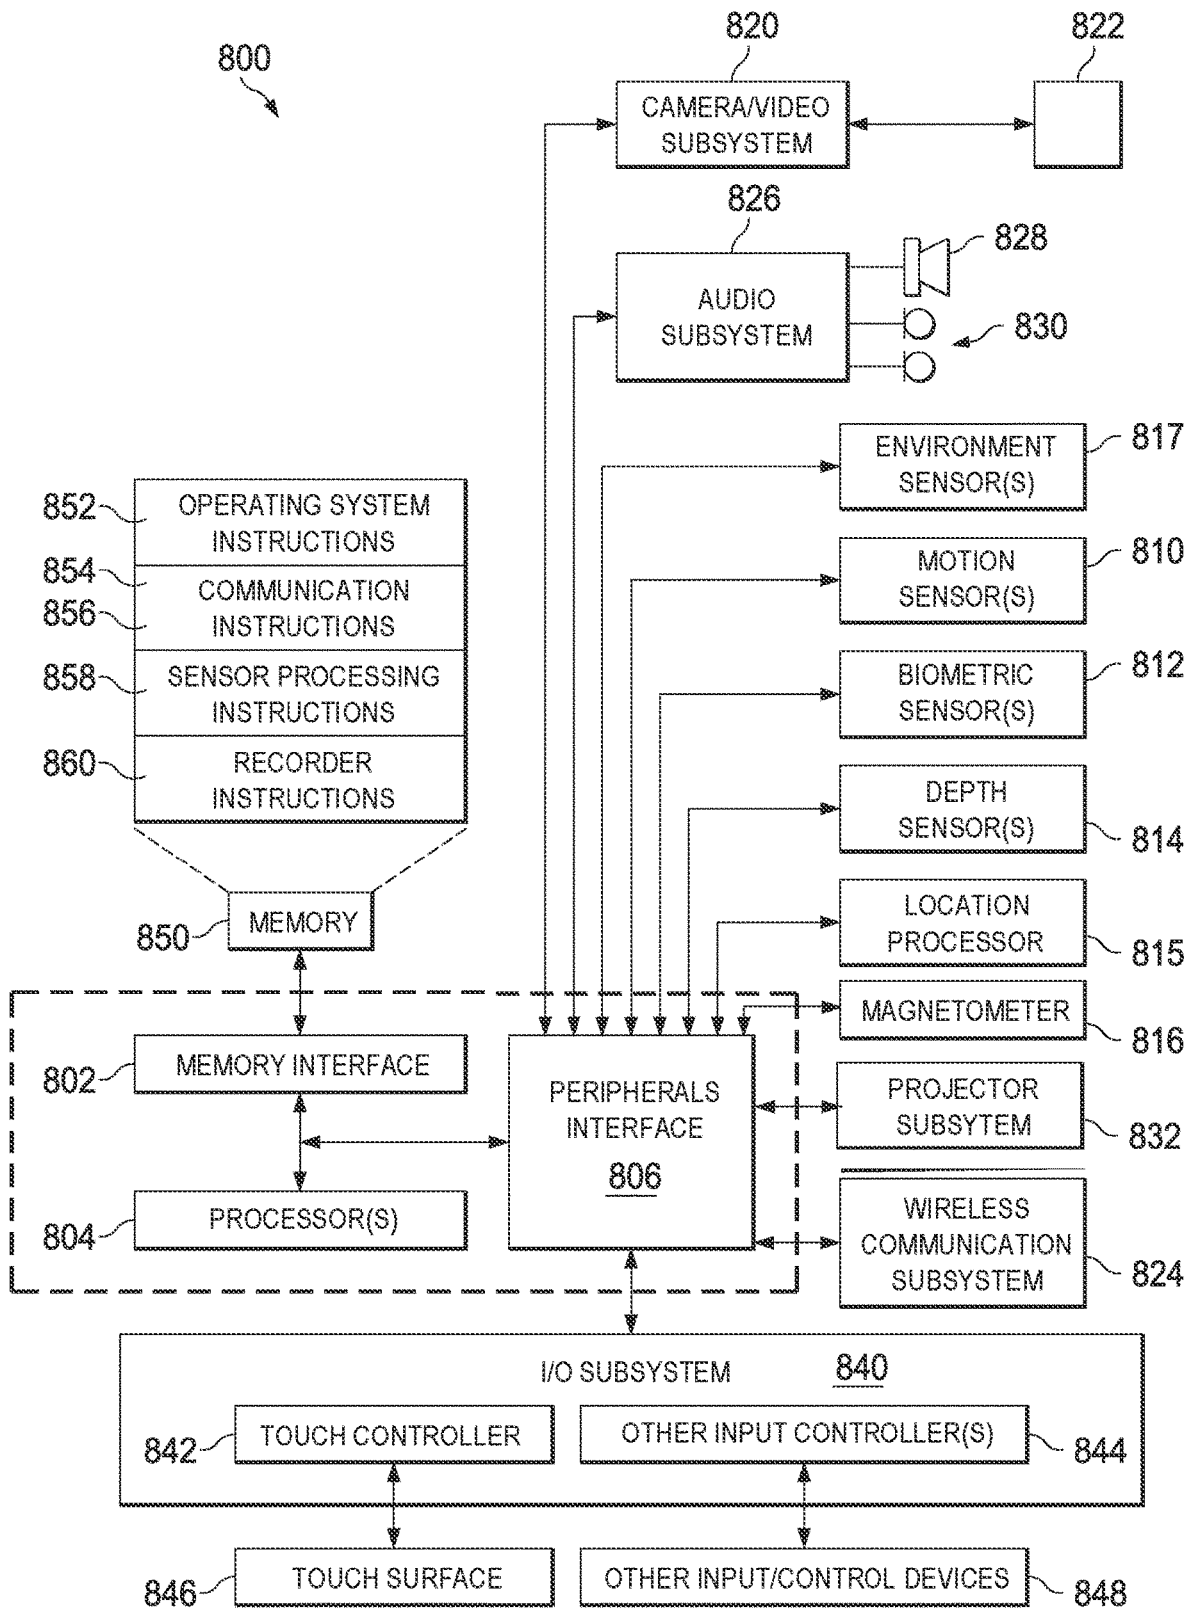 800
820
822
CAMERA/VIDEO
SUBSYSTEM
826
828
AUDIO
SUBSYSTEM
830
ENVIRONMENT
SENSOR(S)
817
852
OPERATING SYSTEM
INSTRUCTIONS
854
COMMUNICATION
INSTRUCTIONS
856
858
SENSOR PROCESSING
INSTRUCTIONS
860
RECORDER
INSTRUCTIONS
MOTION
SENSOR(S)
810
BIOMETRIC
SENSOR(S)
812
DEPTH
SENSOR(S)
814
850
MEMORY
LOCATION
PROCESSOR
815
MAGNETOMETER
816
802
MEMORY INTERFACE
PERIPHERALS
INTERFACE
806
PROJECTOR
SUBSYTEM
832
804
PROCESSOR(S)
WIRELESS
COMMUNICATION
SUBSYSTEM
824
I/O SUBSYSTEM
840
842
TOUCH CONTROLLER
OTHER INPUT CONTROLLER(S)
844
846
TOUCH SURFACE
OTHER INPUT/CONTROL DEVICES
848